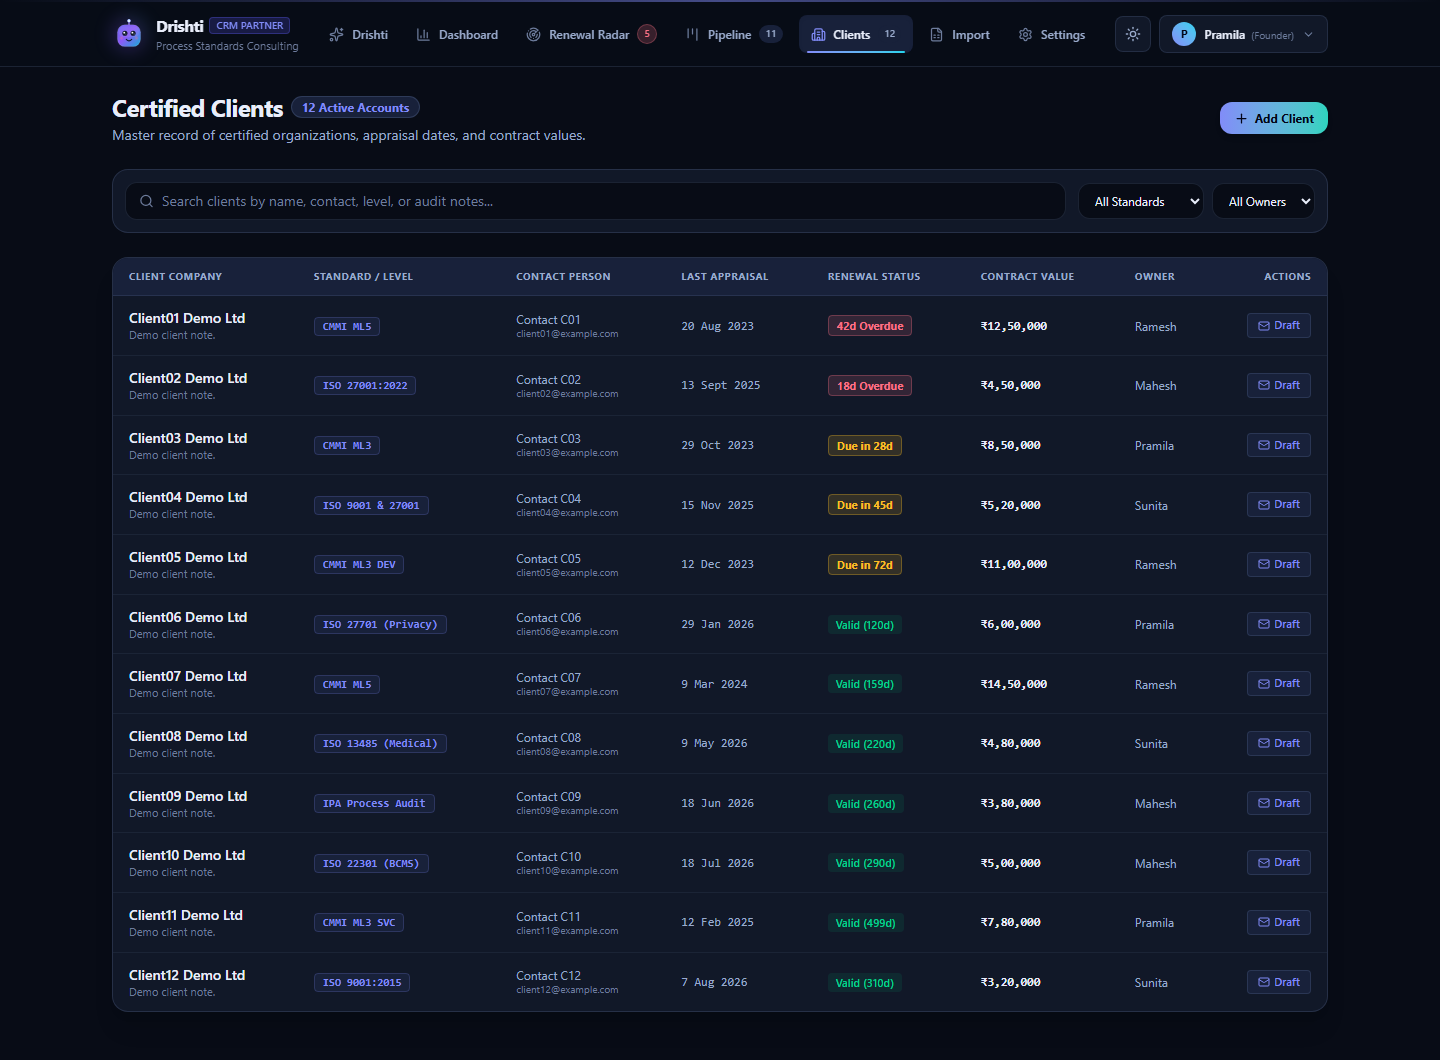 Drishti CRM PARTNER
Process Standards Consulting
Drishti
Dashboard
Renewal Radar 5
Pipeline 11
Clients 12
Import
Settings
P Pramila (Founder)
Certified Clients 12 Active Accounts
Master record of certified organizations, appraisal dates, and contract values.
+ Add Client
Search clients by name, contact, level, or audit notes...
All Standards
All Owners
CLIENT COMPANY STANDARD / LEVEL CONTACT PERSON LAST APPRAISAL RENEWAL STATUS CONTRACT VALUE OWNER ACTIONS
Client01 Demo Ltd CMMI ML5 Contact C01 20 Aug 2023 42d Overdue ₹12,50,000 Ramesh Draft
Demo client note. client01@example.com
Client02 Demo Ltd ISO 27001:2022 Contact C02 13 Sept 2025 18d Overdue ₹4,50,000 Mahesh Draft
Demo client note. client02@example.com
Client03 Demo Ltd CMMI ML3 Contact C03 29 Oct 2023 Due in 28d ₹8,50,000 Pramila Draft
Demo client note. client03@example.com
Client04 Demo Ltd ISO 9001 & 27001 Contact C04 15 Nov 2025 Due in 45d ₹5,20,000 Sunita Draft
Demo client note. client04@example.com
Client05 Demo Ltd CMMI ML3 DEV Contact C05 12 Dec 2023 Due in 72d ₹11,00,000 Ramesh Draft
Demo client note. client05@example.com
Client06 Demo Ltd ISO 27701 (Privacy) Contact C06 29 Jan 2026 Valid (120d) ₹6,00,000 Pramila Draft
Demo client note. client06@example.com
Client07 Demo Ltd CMMI ML5 Contact C07 9 Mar 2024 Valid (159d) ₹14,50,000 Ramesh Draft
Demo client note. client07@example.com
Client08 Demo Ltd ISO 13485 (Medical) Contact C08 9 May 2026 Valid (220d) ₹4,80,000 Sunita Draft
Demo client note. client08@example.com
Client09 Demo Ltd IPA Process Audit Contact C09 18 Jun 2026 Valid (260d) ₹3,80,000 Mahesh Draft
Demo client note. client09@example.com
Client10 Demo Ltd ISO 22301 (BCMS) Contact C10 18 Jul 2026 Valid (290d) ₹5,00,000 Mahesh Draft
Demo client note. client10@example.com
Client11 Demo Ltd CMMI ML3 SVC Contact C11 12 Feb 2025 Valid (499d) ₹7,80,000 Pramila Draft
Demo client note. client11@example.com
Client12 Demo Ltd ISO 9001:2015 Contact C12 7 Aug 2026 Valid (310d) ₹3,20,000 Sunita Draft
Demo client note. client12@example.com